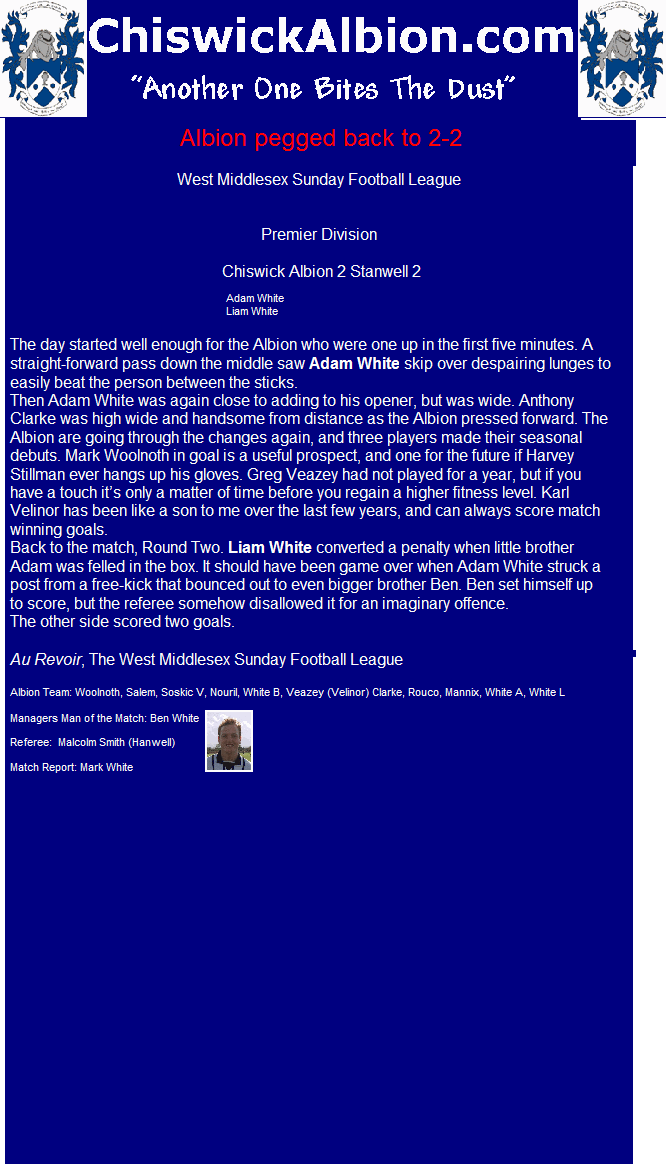 ChiswickAlbion.com
"Another One Bites The Dust"
Albion pegged back to 2-2
West Middlesex Sunday Football League
Premier Division
Chiswick Albion 2 Stanwell 2
Adam White
Liam White
The day started well enough for the Albion who were one up in the first five minutes. A
straight-forward pass down the middle saw Adam White skip over despairing lunges to
easily beat the person between the sticks.
Then Adam White was again close to adding to his opener, but was wide. Anthony
Clarke was high wide and handsome from distance as the Albion pressed forward. The
Albion are going through the changes again, and three players made their seasonal
debuts. Mark Woolnoth in goal is a useful prospect, and one for the future if Harvey
Stillman ever hangs up his gloves. Greg Veazey had not played for a year, but if you
have a touch it's only a matter of time before you regain a higher fitness level. Karl
Velinor has been like a son to me over the last few years, and can always score match
winning goals.
Back to the match, Round Two. Liam White converted a penalty when little brother
Adam was felled in the box. It should have been game over when Adam White struck a
post from a free-kick that bounced out to even bigger brother Ben. Ben set himself up
to score, but the referee somehow disallowed it for an imaginary offence.
The other side scored two goals.
Au Revoir, The West Middlesex Sunday Football League
Albion Team: Woolnoth, Salem, Soskic V, Nouril, White B, Veazey (Velinor) Clarke, Rouco, Mannix, White A, White L
Managers Man of the Match: Ben White
Referee: Malcolm Smith (Hanwell)
Match Report: Mark White